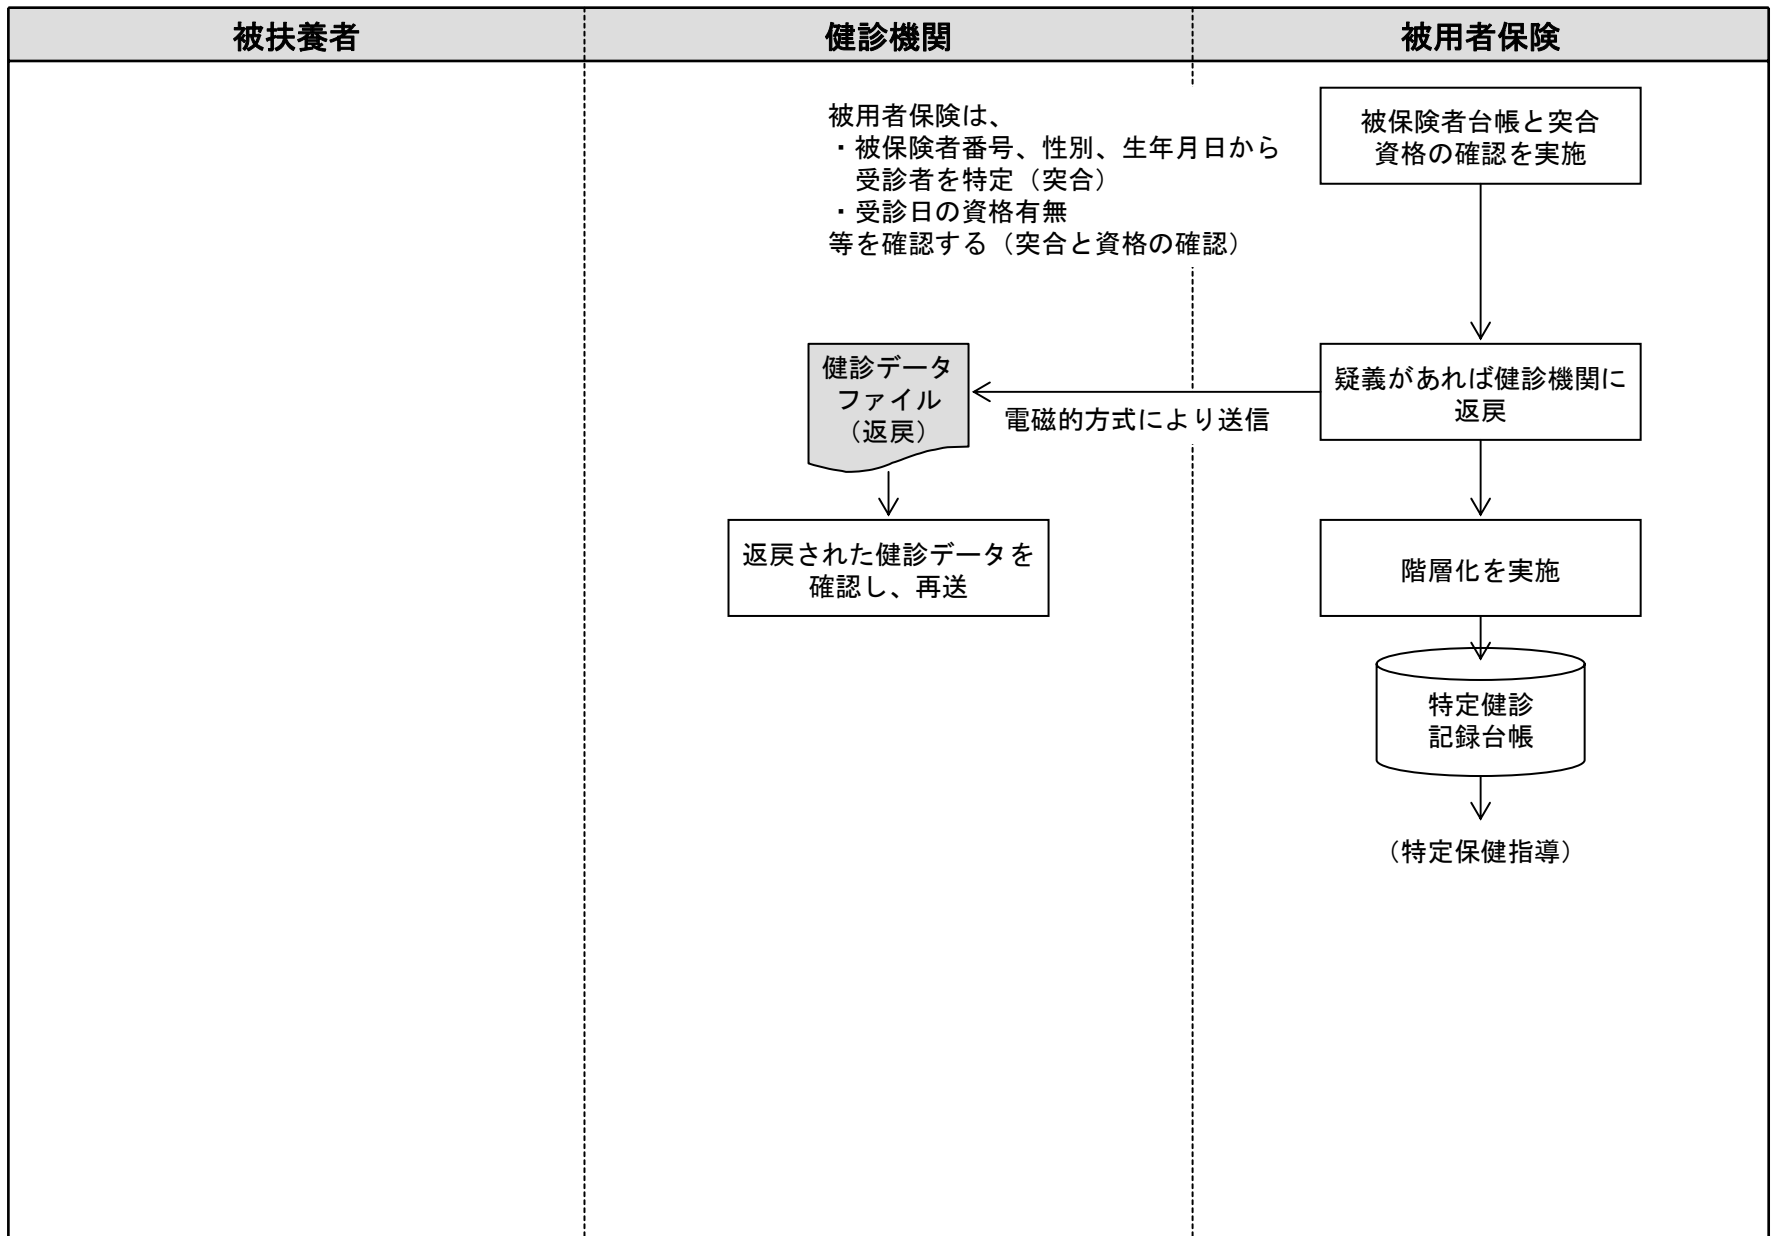 被扶養者
健診機関
被用者保険
被用者保険は、
・被保険者番号、性別、生年月日から
受診者を特定（突合）
・受診日の資格有無
等を確認する（突合と資格の確認）
被保険者台帳と突合
資格の確認を実施
健診データ
ファイル
（返戻）
電磁的方式により送信
疑義があれば健診機関に
返戻
返戻された健診データを
確認し、再送
階層化を実施
特定健診
記録台帳
（特定保健指導）